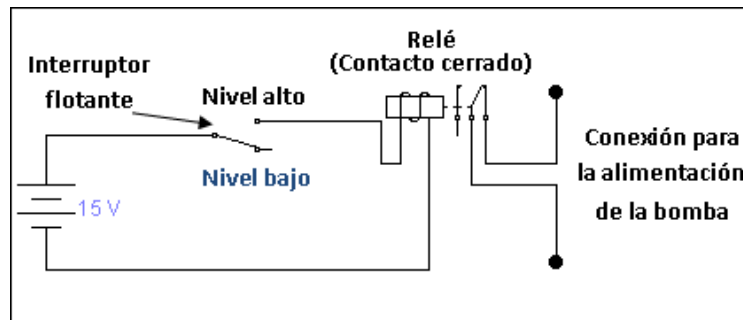 Relé
(Contacto cerrado)
Interruptor
flotante
Nivel alto
Nivel bajo
15 V
Conexión para
la alimentación
de la bomba